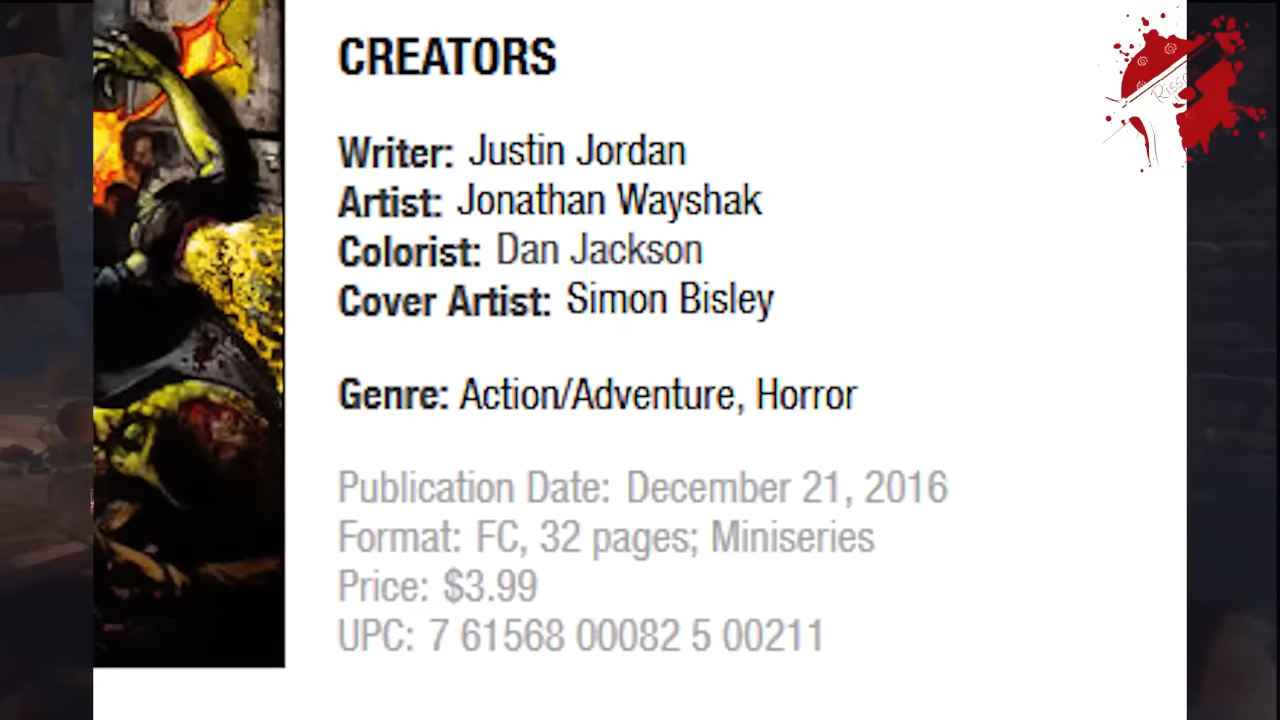 CREATORS
Writer: Justin Jordan
Artist: Jonathan Wayshak
Colorist: Dan Jackson
Cover Artist: Simon Bisley
Genre: Action/Adventure, Horror
Publication Date: December 21, 2016
Format: FC, 32 pages; Miniseries
Price: $3.99
UPC: 7 61568 00082 5 00211